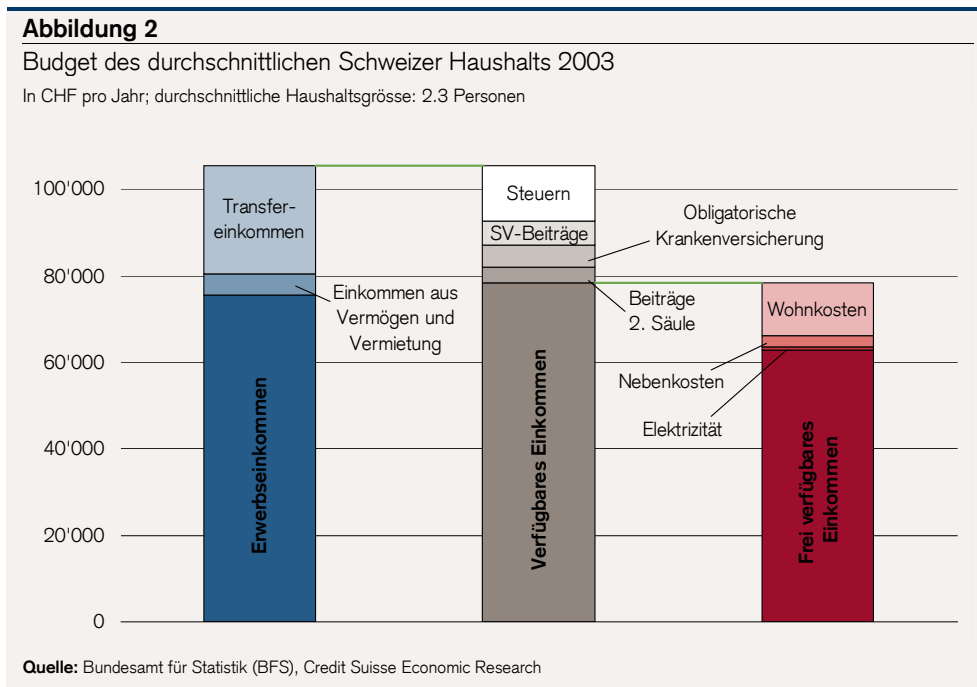 Abbildung 2
Budget des durchschnittlichen Schweizer Haushalts 2003
In CHF pro Jahr; durchschnittliche Haushaltsgrösse: 2.3 Personen
100'000
80'000
60'000
40'000
20'000
0
Transfer-
einkommen
Einkommen aus
Vermögen und
Vermietung
Erwerbseinkommen
Steuern
SV-Beiträge
Obligatorische
Krankenversicherung
Beiträge
2. Säule
Verfügbares Einkommen
Wohnkosten
Nebenkosten
Elektrizität
Frei verfügbares
Einkommen
Quelle: Bundesamt für Statistik (BFS), Credit Suisse Economic Research